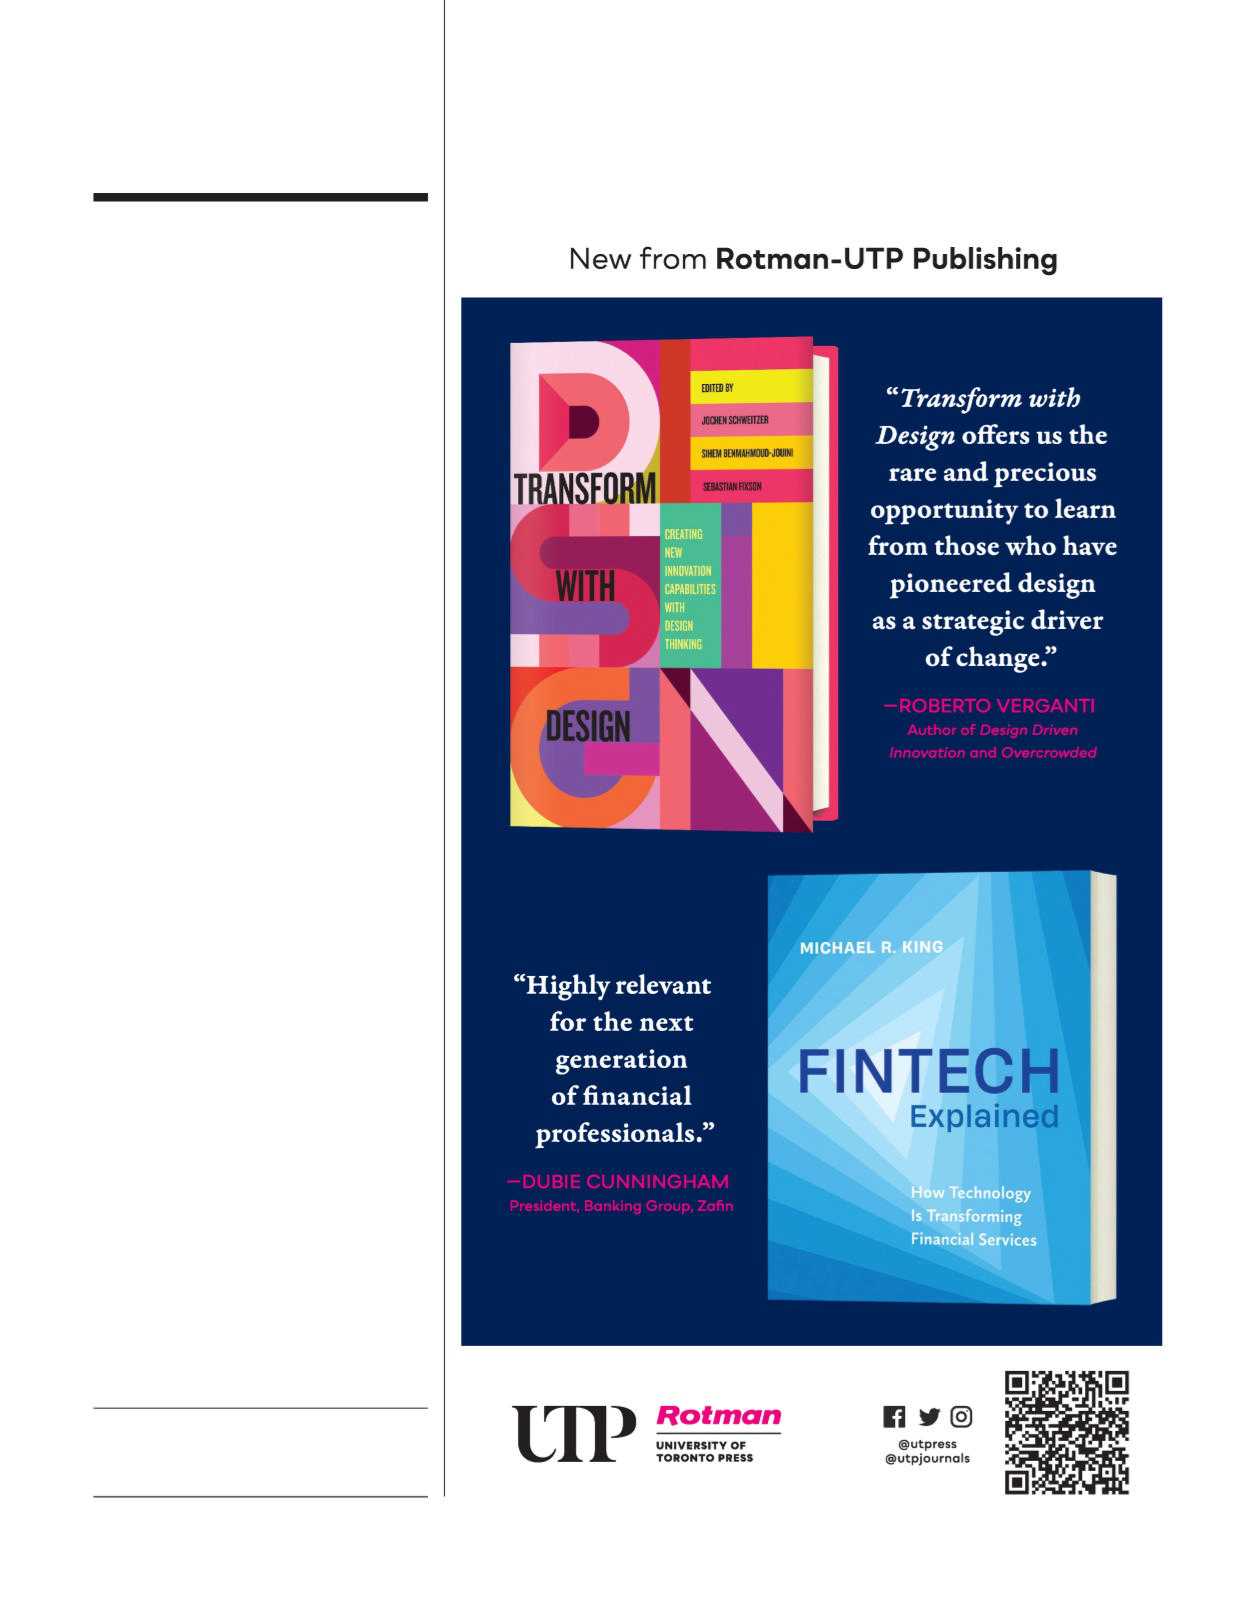 New from Rotman-UTP Publishing
EDITED BY
JOCHEN SCHWEITZER
SIHEM BENMAHMOUD-JOUINI
SEBASTIAN FIXSON
TRANSFORM
WITH
DESIGN
CREATING
NEW
INNOVATION
CAPABILITIES
WITH
DESIGN
THINKING
“Transform with
Design offers us the
rare and precious
opportunity to learn
from those who have
pioneered design
as a strategic driver
of change.”
—ROBERTO VERGANTI
Author of Design Driven
Innovation and Overcrowded
“Highly relevant
for the next
generation
of financial
professionals.”
—DUBIE CUNNINGHAM
President, Banking Group, Zafin
MICHAEL R. KING
FINTECH
Explained
How Technology
Is Transforming
Financial Services
UTP
Rotman
UNIVERSITY OF
TORONTO PRESS
@utpress
@utpjournals